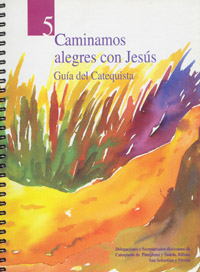 5
Caminamos
alegres con Jesús
Guía del Catequista
Delegaciones y Secretariados diocesanos de
Catequesis de Pamplona y Tudela, Bilbao,
San Sebastián y Vitoria